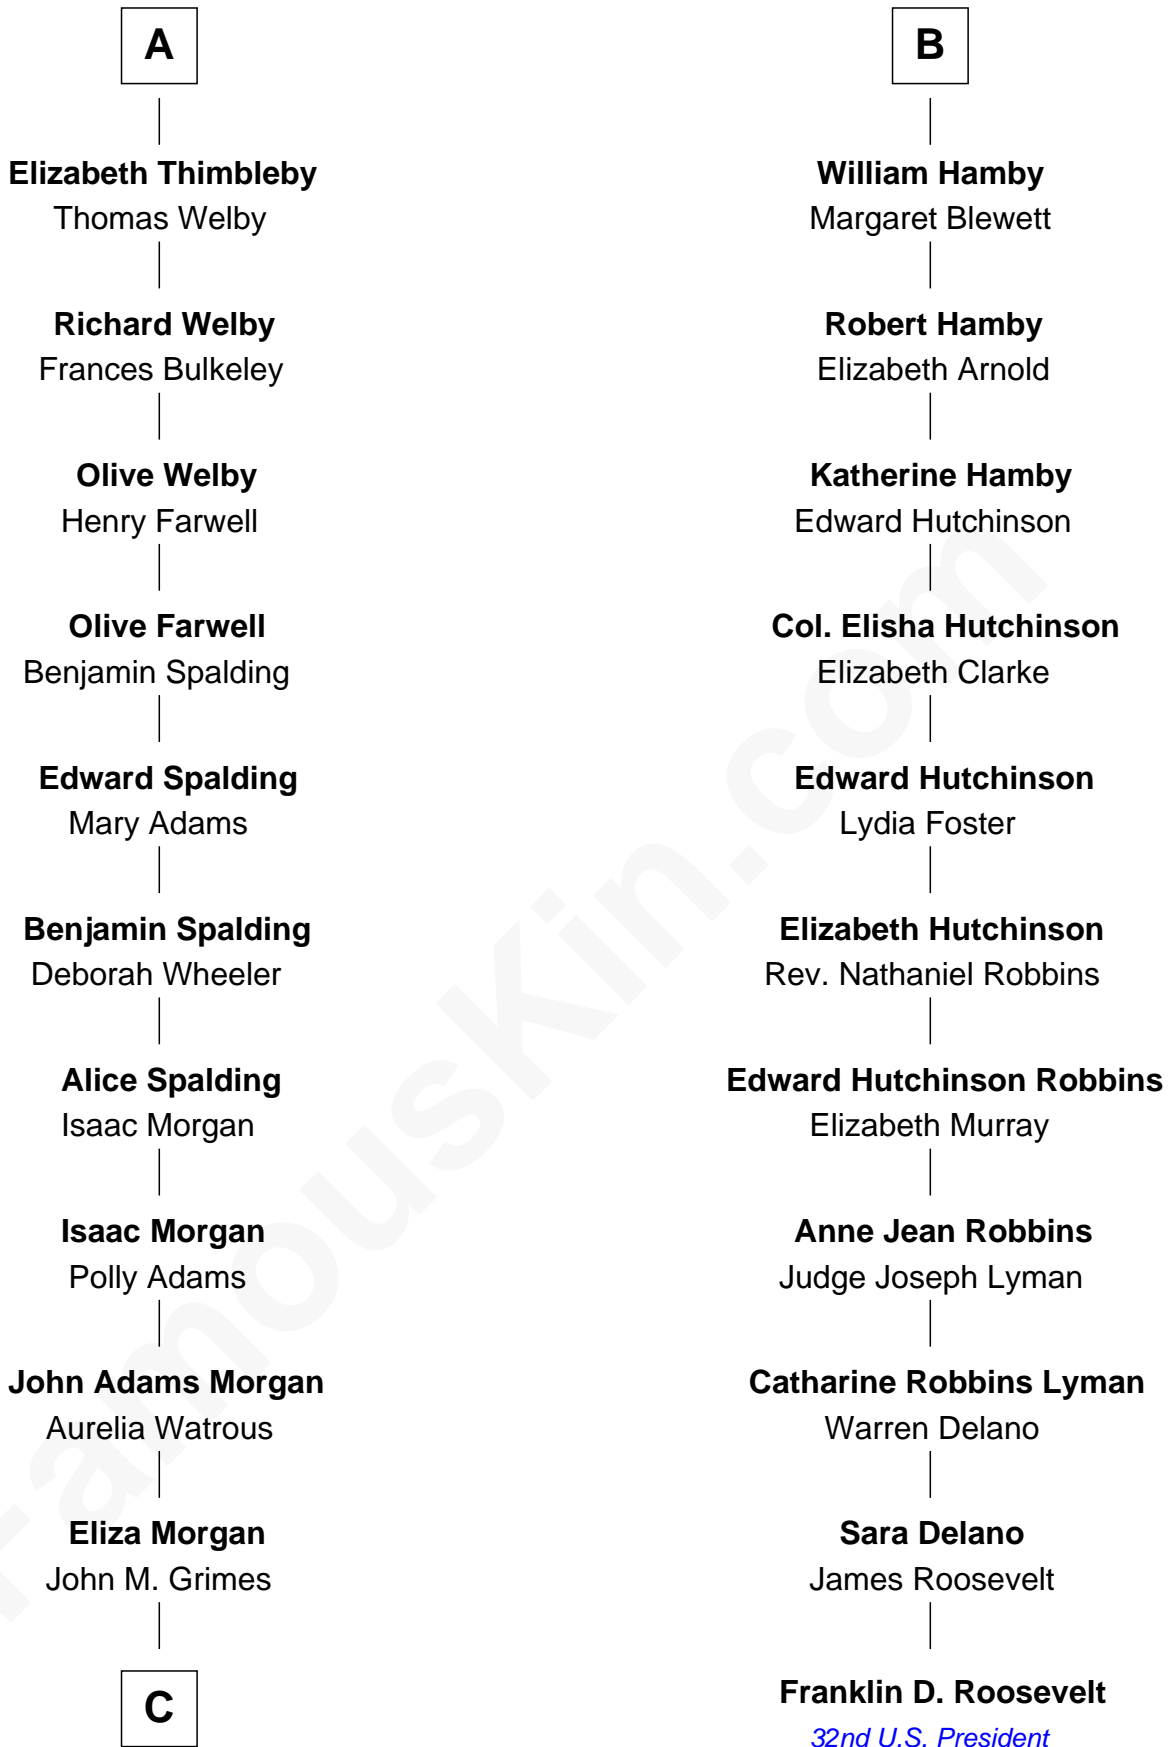 A
Elizabeth Thimbleby
Thomas Welby
Richard Welby
Frances Bulkeley
Olive Welby
Henry Farwell
Olive Farwell
Benjamin Spalding
Edward Spalding
Mary Adams
Benjamin Spalding
Deborah Wheeler
Alice Spalding
Isaac Morgan
Isaac Morgan
Polly Adams
John Adams Morgan
Aurelia Watrous
Eliza Morgan
John M. Grimes
C
B
William Hamby
Margaret Blewett
Robert Hamby
Elizabeth Arnold
Katherine Hamby
Edward Hutchinson
Col. Elisha Hutchinson
Elizabeth Clarke
Edward Hutchinson
Lydia Foster
Elizabeth Hutchinson
Rev. Nathaniel Robbins
Edward Hutchinson Robbins
Elizabeth Murray
Anne Jean Robbins
Judge Joseph Lyman
Catharine Robbins Lyman
Warren Delano
Sara Delano
James Roosevelt
Franklin D. Roosevelt
32nd U.S. President
FamousKin.com